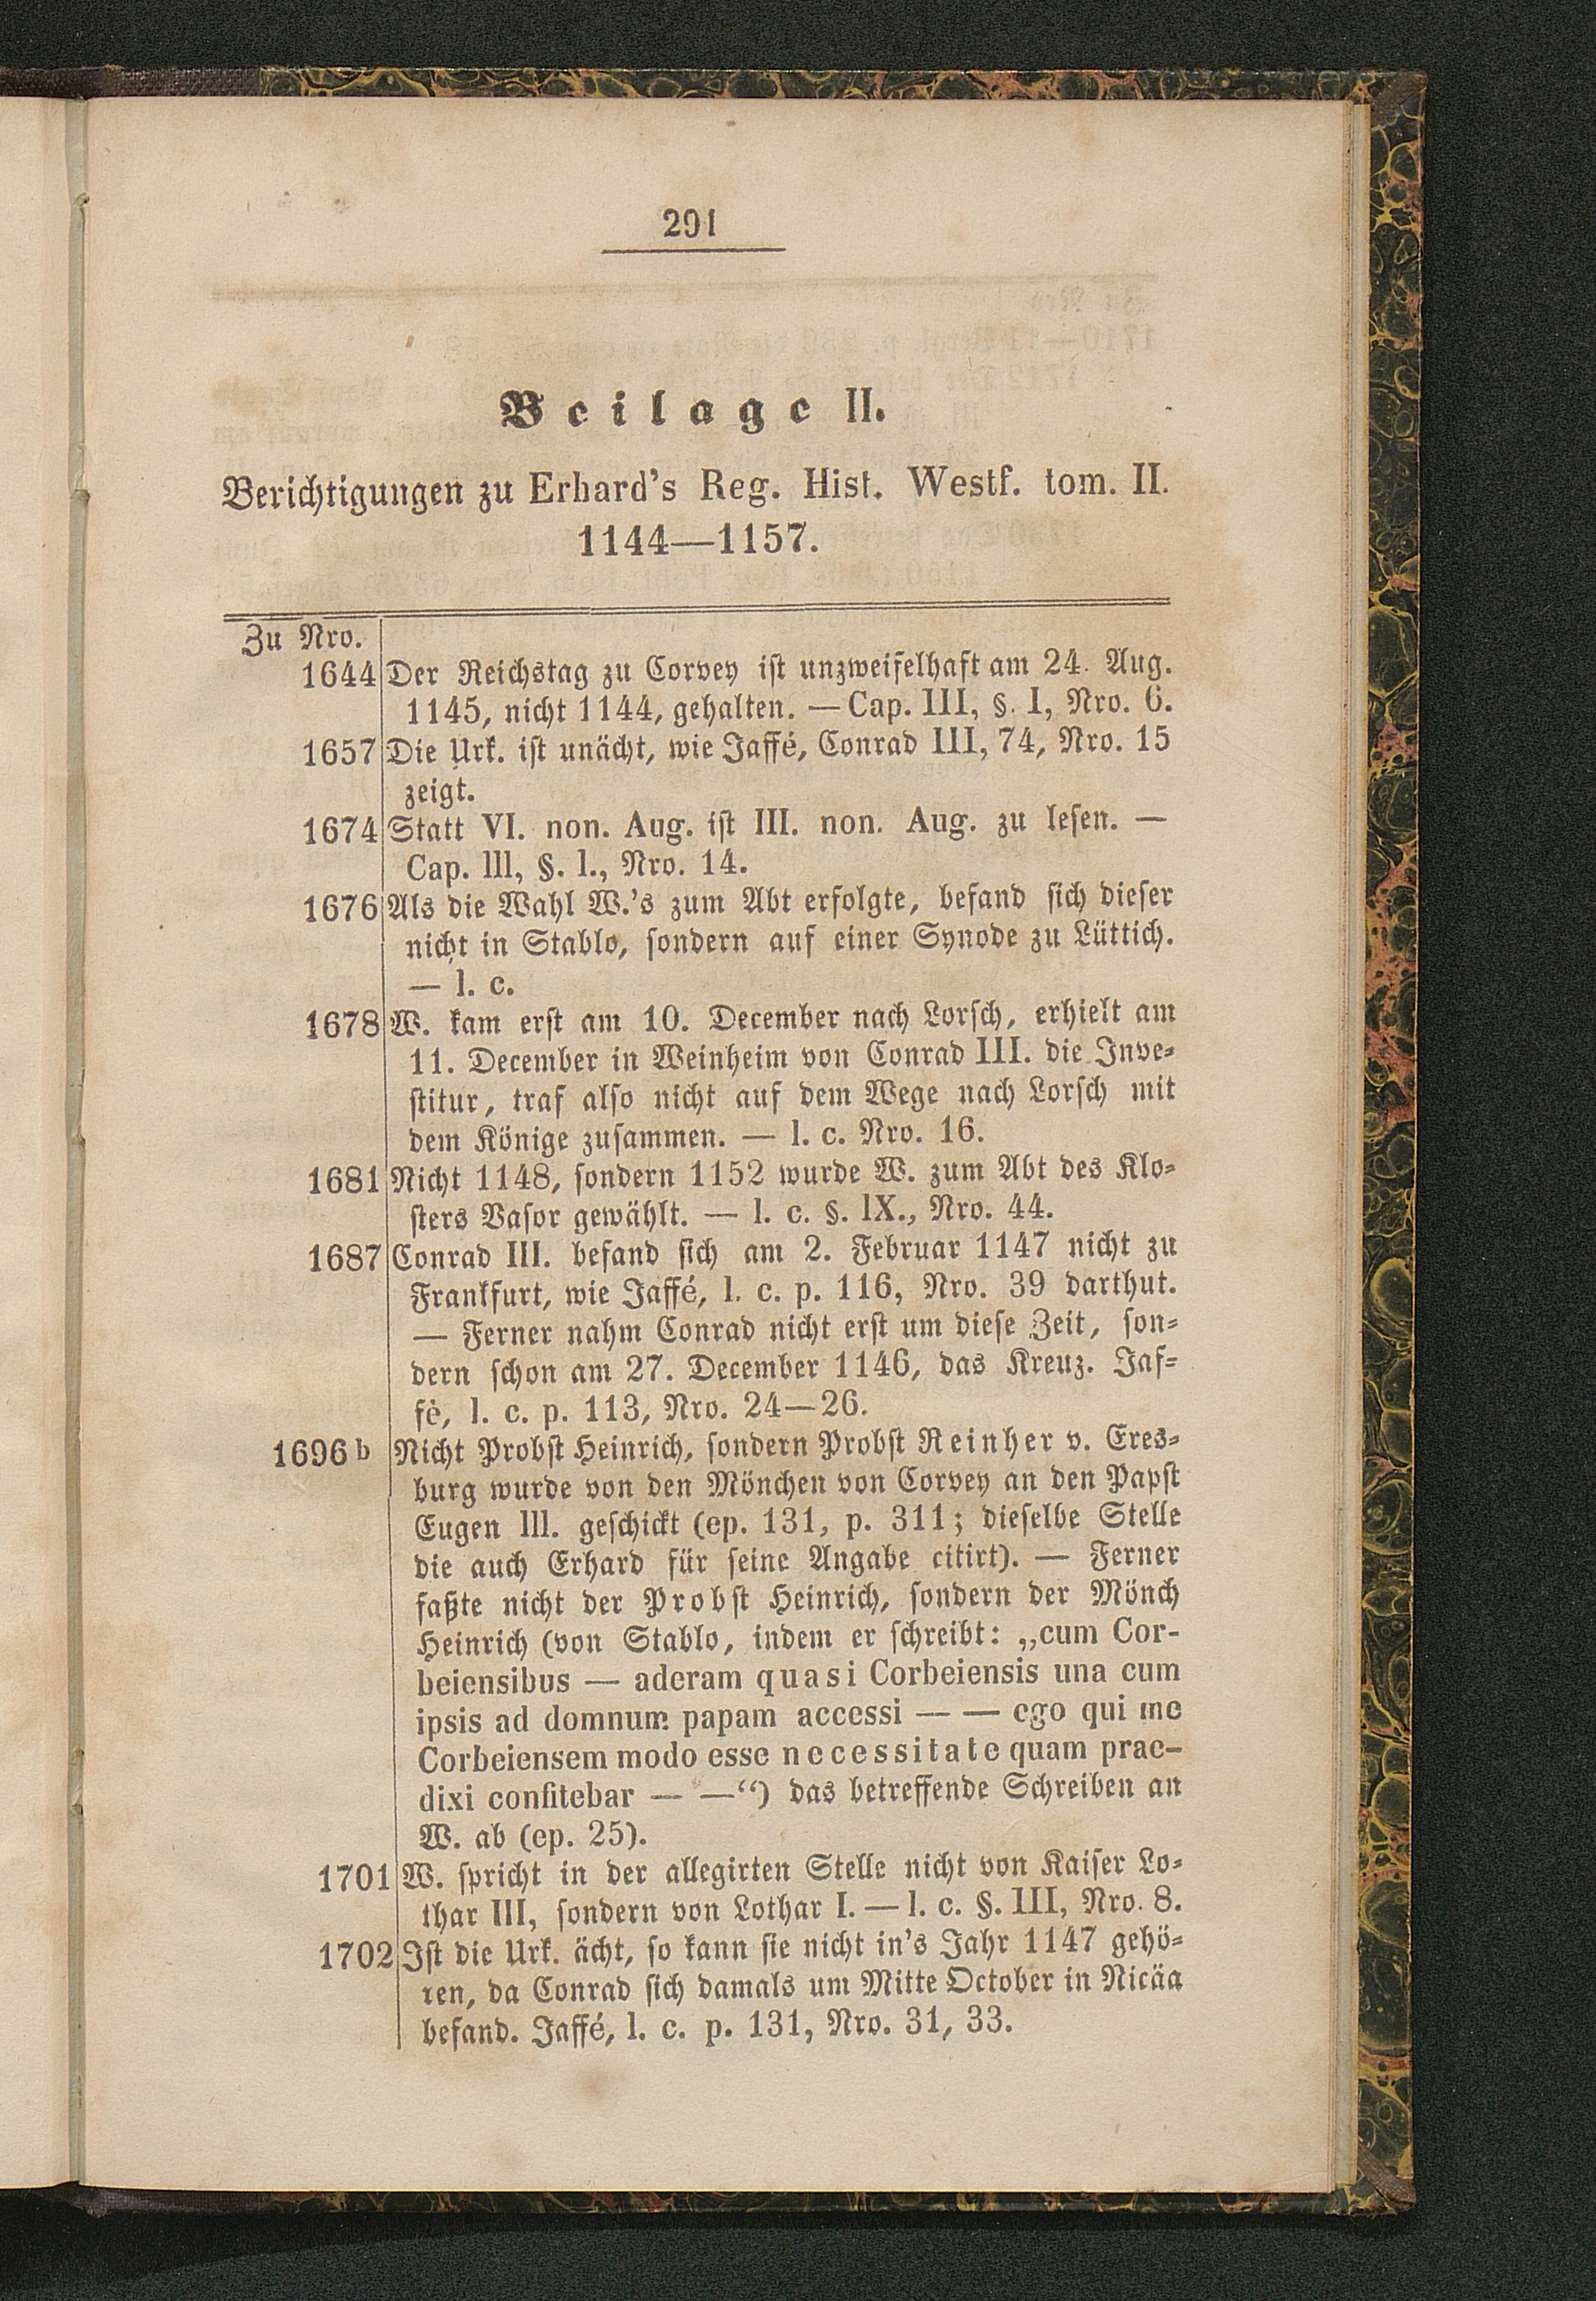 291
Beilage II.
Berichtigungen zu Erhard's Reg. Hist. Westf. tom. II.
1144—1157.
Zu Nro.
1644 Der Reichstag zu Corvey ist unzweifelhaft am 24. Aug.
1145, nicht 1144, gehalten. — Cap. III, §. I, Nro. 6.
1657 Die Urk. ist unächt, wie Jaffé, Conrad III, 74, Nro. 15
zeigt.
1674 Statt VI. non. Aug. ist III. non. Aug. zu lesen. —
Cap. III, §. I., Nro. 14.
1676 Als die Wahl W.'s zum Abt erfolgte, befand sich dieser
nicht in Stablo, sondern auf einer Synode zu Lüttich.
— l. c.
1678 W. kam erst am 10. December nach Lorsch, erhielt am
11. December in Weinheim von Conrad III. die Inve-
stitur, traf also nicht auf dem Wege nach Lorsch mit
dem Könige zusammen. — l. c. Nro. 16.
1681 Nicht 1148, sondern 1152 wurde W. zum Abt des Klo-
sters Vasor gewählt. — l. c. §. IX., Nro. 44.
1687 Conrad III. befand sich am 2. Februar 1147 nicht zu
Frankfurt, wie Jaffé, l. c. p. 116, Nro. 39 darthut.
— Ferner nahm Conrad nicht erst um diese Zeit, son-
dern schon am 27. December 1146, das Kreuz. Jaf-
fé, l. c. p. 113, Nro. 24—26.
1696 b Nicht Probst Heinrich, sondern Probst Reinher v. Eres-
burg wurde von den Mönchen von Corvey an den Papst
Eugen III. geschickt (ep. 131, p. 311; dieselbe Stelle
die auch Erhard für seine Angabe citirt). — Ferner
faßte nicht der Probst Heinrich, sondern der Mönch
Heinrich (von Stablo, indem er schreibt: „cum Cor-
beiensibus — aderam quasi Corbeiensis una cum
ipsis ad domnum papam accessi — — ego qui me
Corbeiensem modo esse necessitate quam prae-
dixi confitebar — —“) das betreffende Schreiben an
W. ab (ep. 25).
1701 W. spricht in der allegirten Stelle nicht von Kaiser Lo-
thar III, sondern von Lothar I. — l. c. §. III, Nro. 8.
1702 Ist die Urk. ächt, so kann sie nicht in's Jahr 1147 gehö-
ren, da Conrad sich damals um Mitte October in Nicäa
befand. Jaffé, l. c. p. 131, Nro. 31, 33.